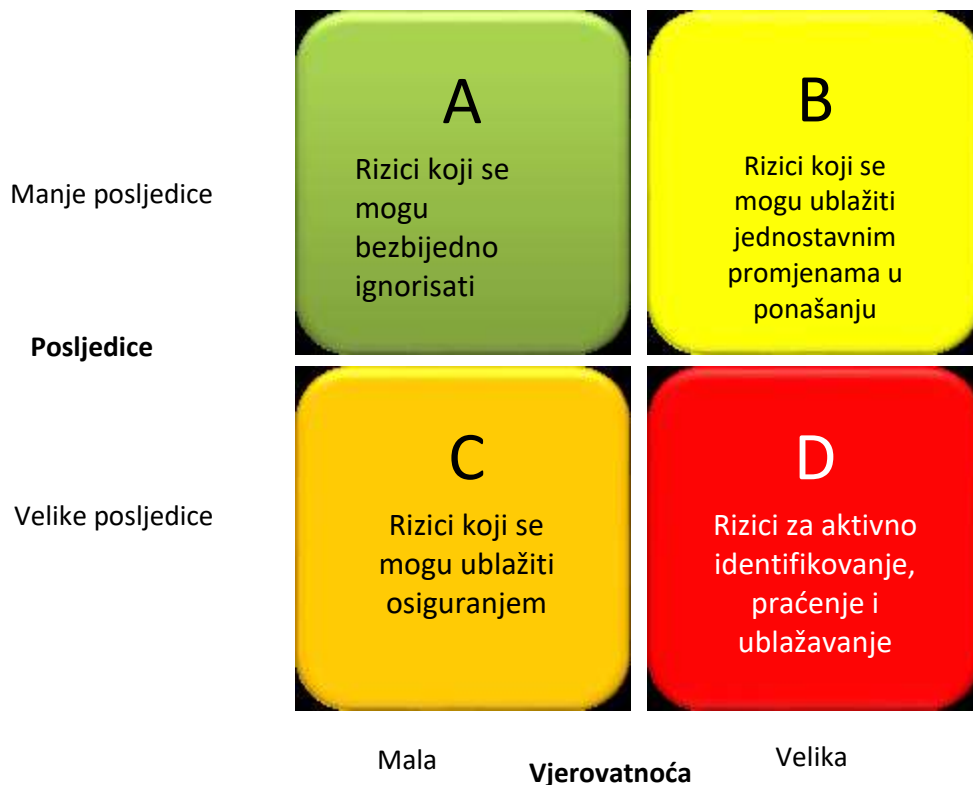 A
Rizici koji se
mogu
bezbijedno
ignorisati
B
Rizici koji se
mogu ublažiti
jednostavnim
promjenama u
ponašanju
Manje posljedice
Posljedice
C
Rizici koji se
mogu ublažiti
osiguranjem
D
Rizici za aktivno
identifikovanje,
praćenje i
ublažavanje
Velike posljedice
Mala
Vjerovatnoća
Velika